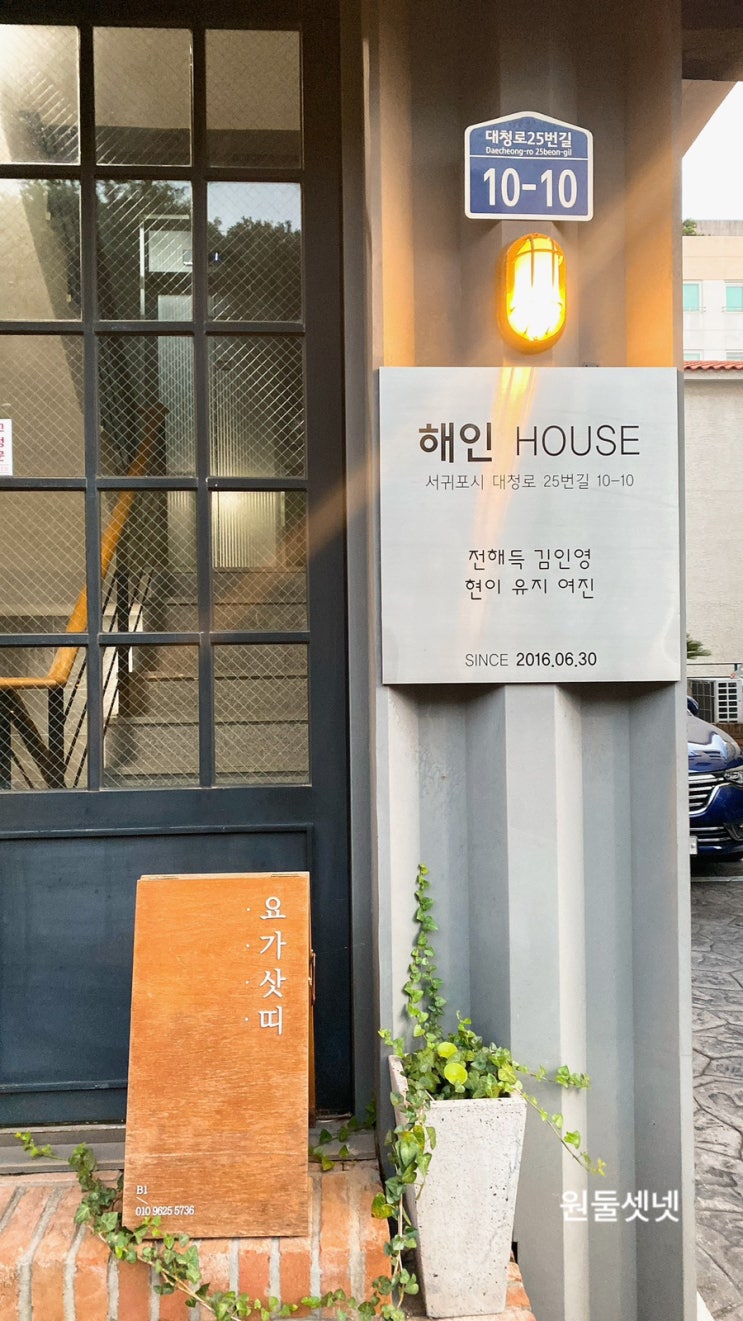 대청로25번길
Daecheong-ro 25beon-gil
10-10
해인 HOUSE
서귀포시 대청로 25번길 10-10
전해득 김인영
현이 유지 여진
SINCE 2016.06.30
요가삿띠
B1
/
010 9625 5736
원둘셋넷